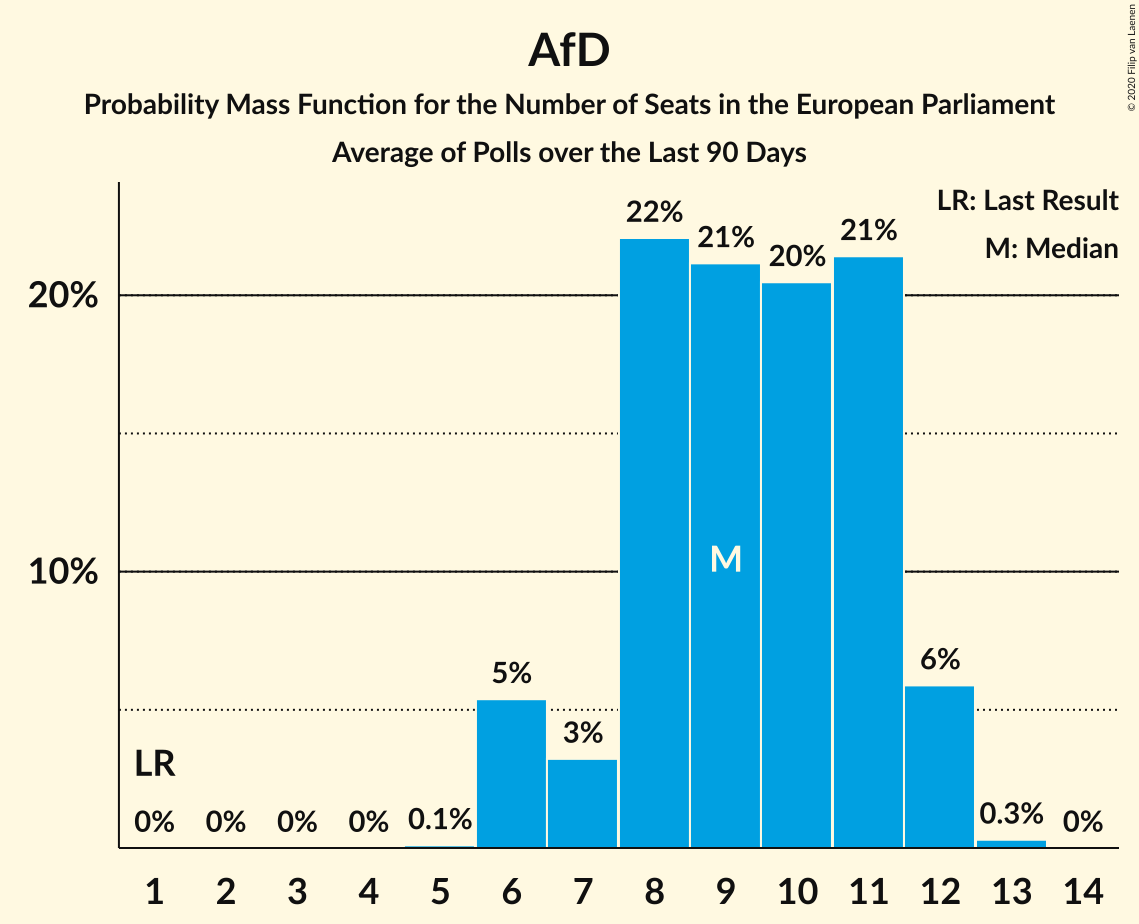 AfD
Probability Mass Function for the Number of Seats in the European Parliament
Average of Polls over the Last 90 Days
© 2020 Filip van Laenen
LR: Last Result
M: Median
20%
10%
LR
0%
0%
0%
0%
0.1%
5%
3%
22%
21%
20%
21%
6%
0.3%
0%
M
1 2 3 4 5 6 7 8 9 10 11 12 13 14